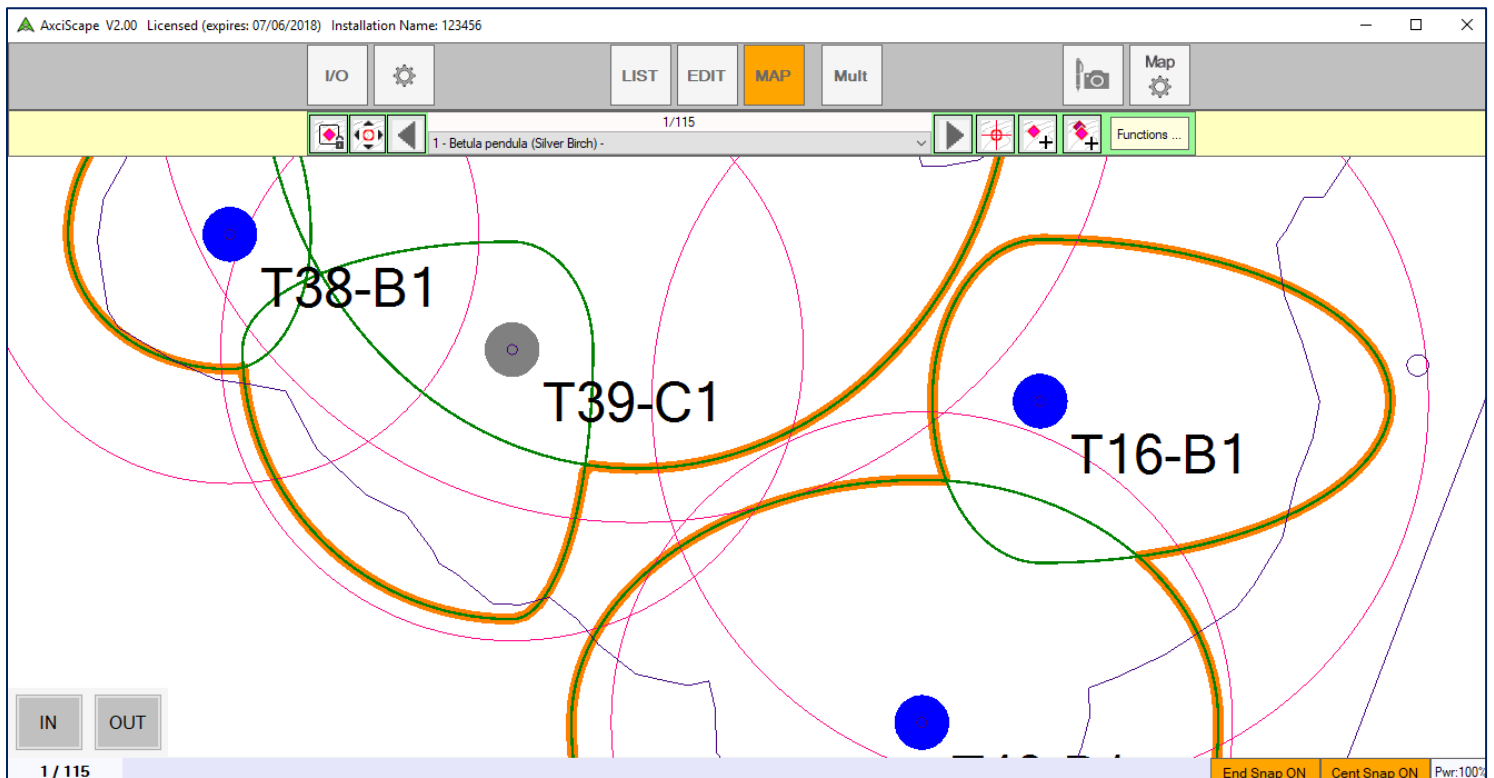 AxciScape V2.00 Licensed (expires: 07/06/2018) Installation Name: 123456
I/O LIST EDIT MAP Mult Map
1/115
1 - Betula pendula (Silver Birch) -
Functions ...
T38-B1
T39-C1
T16-B1
IN OUT
1 / 115
End Snap ON Cent Snap ON Pwr:100%